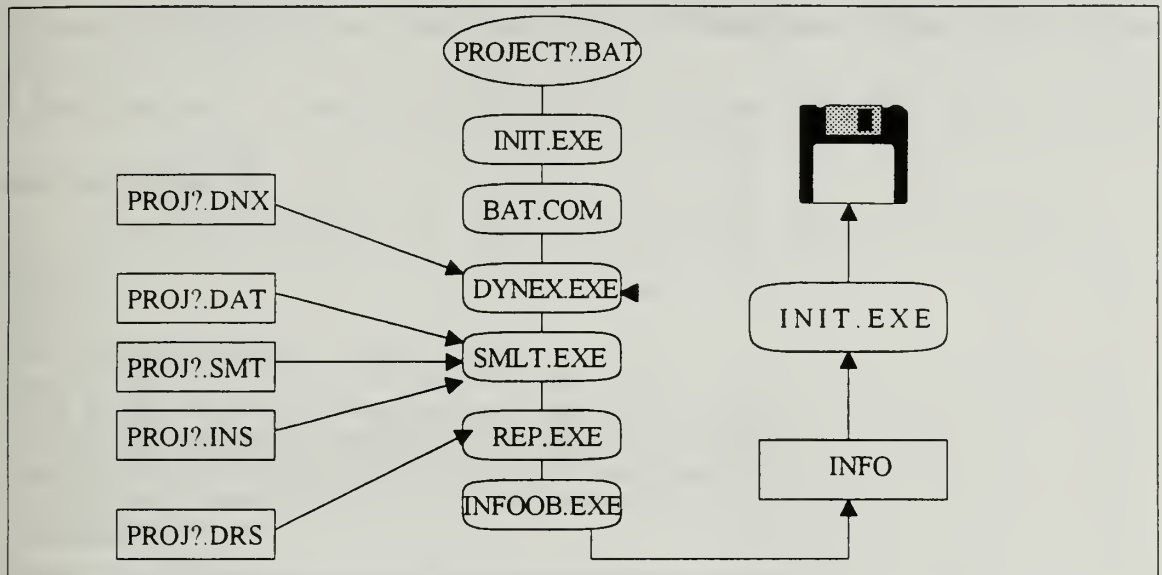 PROJECT?.BAT
INIT.EXE
BAT.COM
DYNEX.EXE
SMLT.EXE
REP.EXE
INFOOB.EXE
PROJ?.DNX
PROJ?.DAT
PROJ?.SMT
PROJ?.INS
PROJ?.DRS
INIT.EXE
INFO